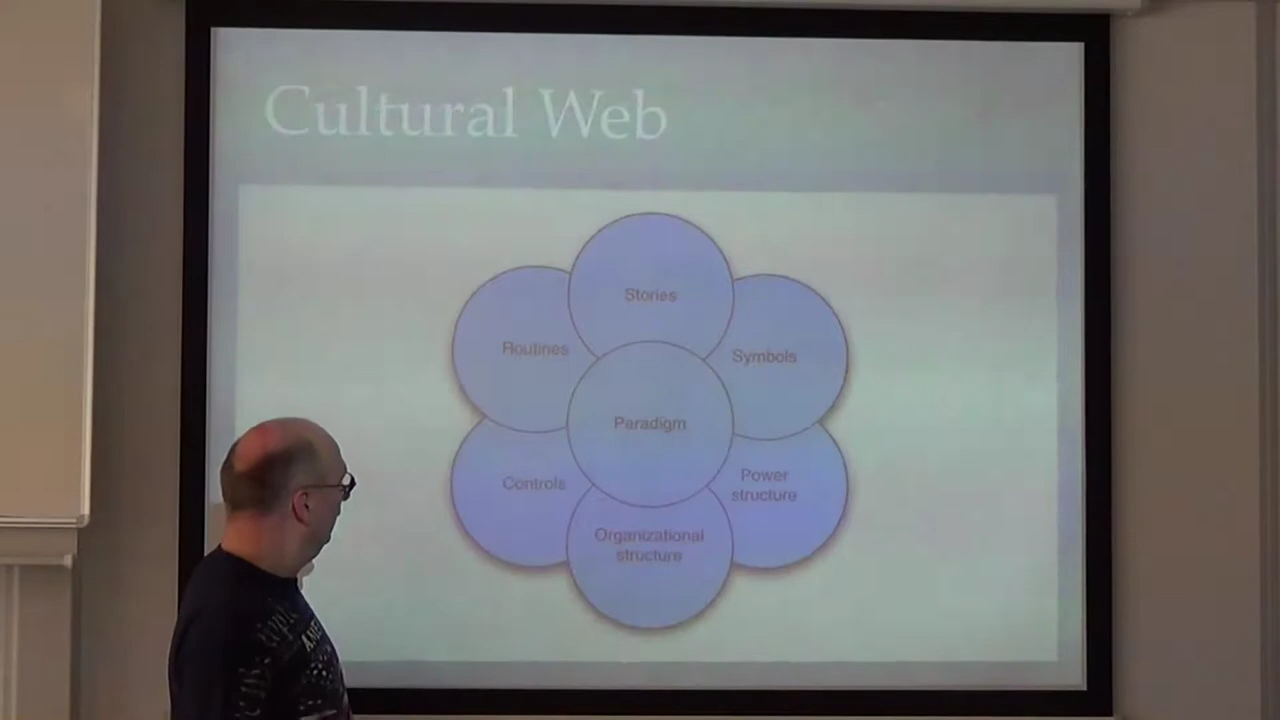 Cultural Web
Stories
Routines
Symbols
Paradigm
Controls
Power
structure
Organizational
structure